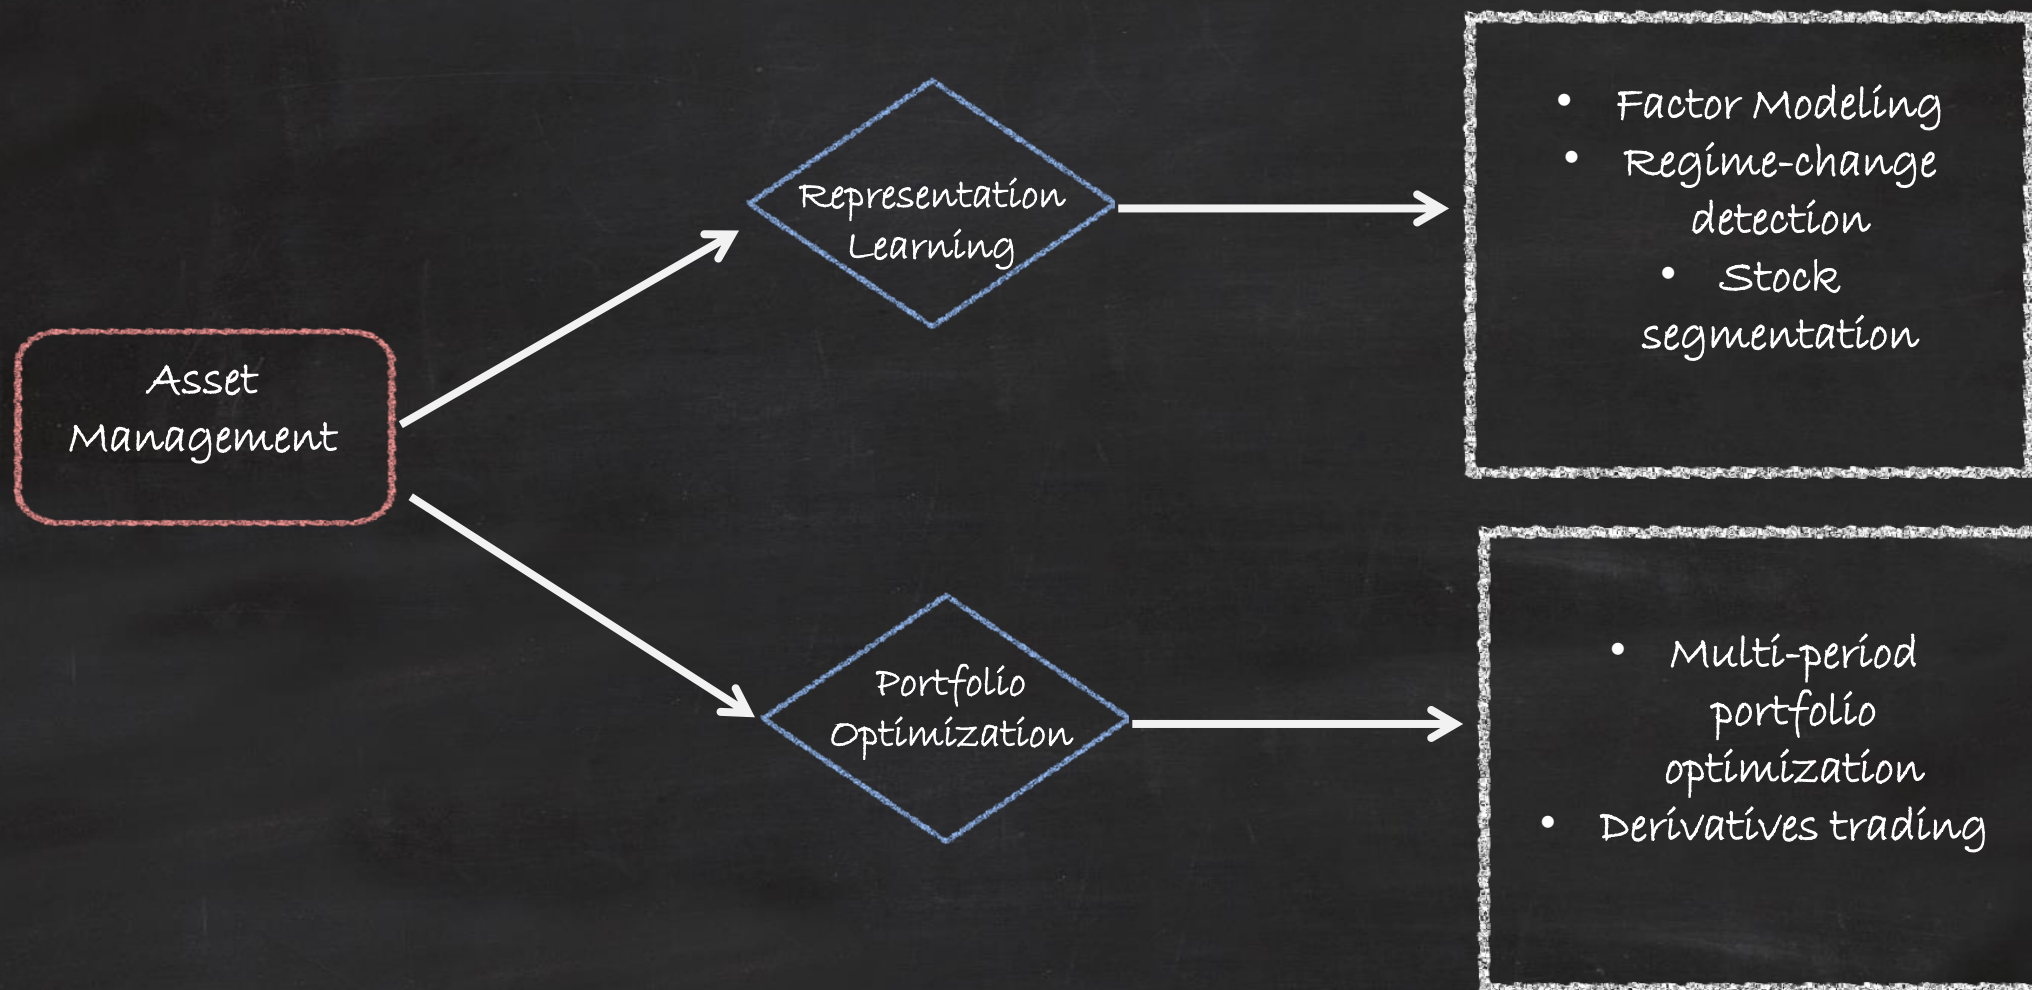 Asset
Management
Representation
Learning
• Factor Modeling
• Regime-change
detection
• Stock
segmentation
Portfolio
Optimization
• Multi-period
portfolio
optimization
• Derivatives trading